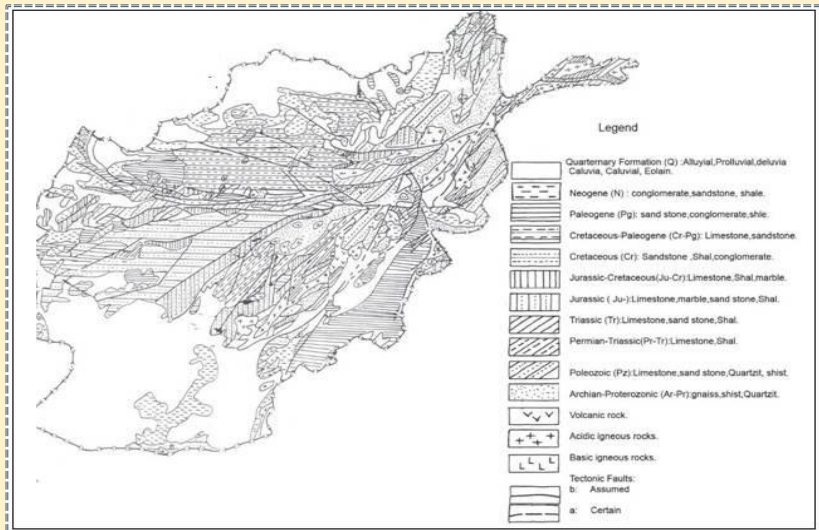 Legend
Quarternary Formation (Q) :Alluyial,Prolluvial,deluvia
Caluvia, Caluvial, Eolain.
Neogene (N) : conglomerate,sandstone, shale.
Paleogene (Pg): sand stone,conglomerate,shle.
Cretaceous-Paleogene (Cr-Pg): Limestone,sandstone.
Cretaceous (Cr): Sandstone ,Shal,conglomerate.
Jurassic-Cretaceous(Ju-Cr):Limestone,Shal,marble.
Jurassic ( Ju-):Limestone,marble,sand stone,Shal.
Triassic (Tr):Limestone,sand stone,Shal.
Permian-Triassic(Pr-Tr):Limestone,Shal.
Poleozoic (Pz):Limestone,sand stone,Quartzit, shist,
Archian-Proterozonic (Ar-Pr):gnaiss,shist,Quartzit.
Volcanic rock.
Acidic igneous rocks.
Basic igneous rocks.
Tectonic Faults:
b: Assumed
a: Certain